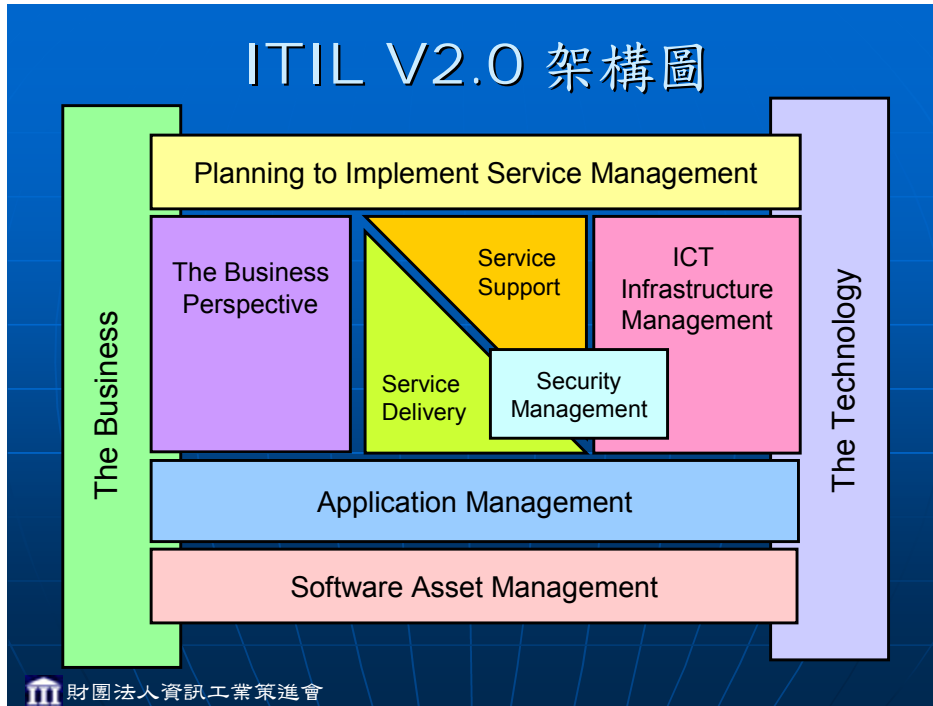 ITIL V2.0 架構圖
The Business
Planning to Implement Service Management
The Business
Perspective
Service
Support
ICT
Infrastructure
Management
Service
Delivery
Security
Management
The Technology
Application Management
Software Asset Management
財團法人資訊工業策進會